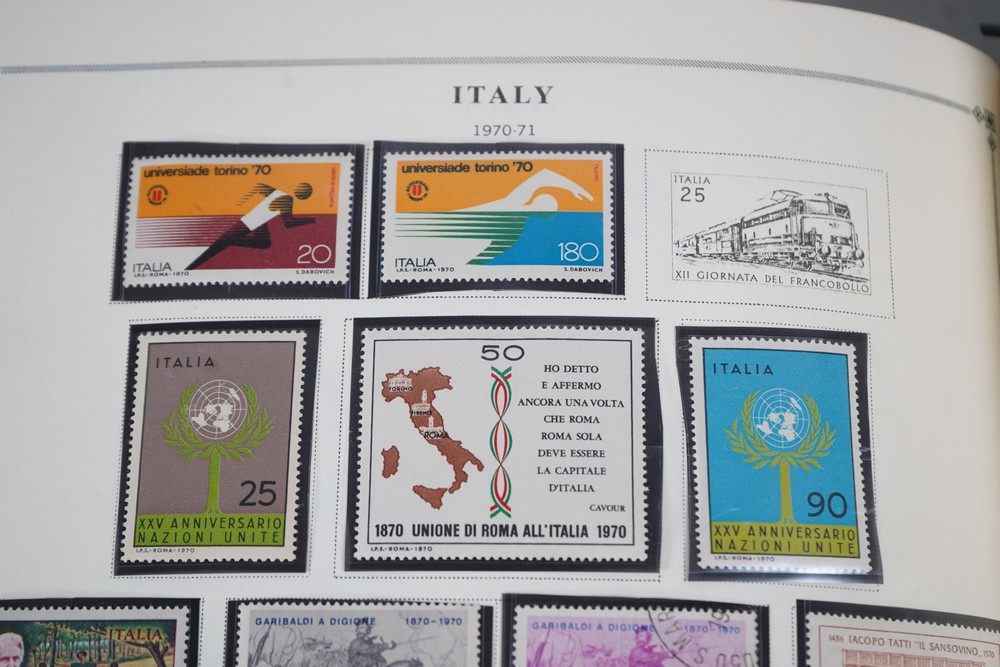 ITALY
1970-71
universiade torino '70
20
ITALIA
I.P.S.-ROMA-1970
S. DABOVICH
universiade torino '70
NUOTO
180
ITALIA
I.P.S.-ROMA-1970
S. DABOVICH
ITALIA
25
XII GIORNATA DEL FRANCOBOLLO
ITALIA
25
XXV ANNIVERSARIO
NAZIONI UNITE
I.P.S.-ROMA-1970
50
HO DETTO
E AFFERMO
ANCORA UNA VOLTA
CHE ROMA
ROMA SOLA
DEVE ESSERE
LA CAPITALE
D'ITALIA
CAVOUR
TORINO
FIRENZE
ROMA
1870 UNIONE DI ROMA ALL'ITALIA 1970
I.P.S.-ROMA-1970
ITALIA
90
XXV ANNIVERSARIO
NAZIONI UNITE
I.P.S.-ROMA-1970
ITALIA
GARIBALDI A DIGIONE 1870-1970
GARIBALDI A DIGIONE 1870-1970
1486 IACOPO TATTI "IL SANSOVINO" 1570